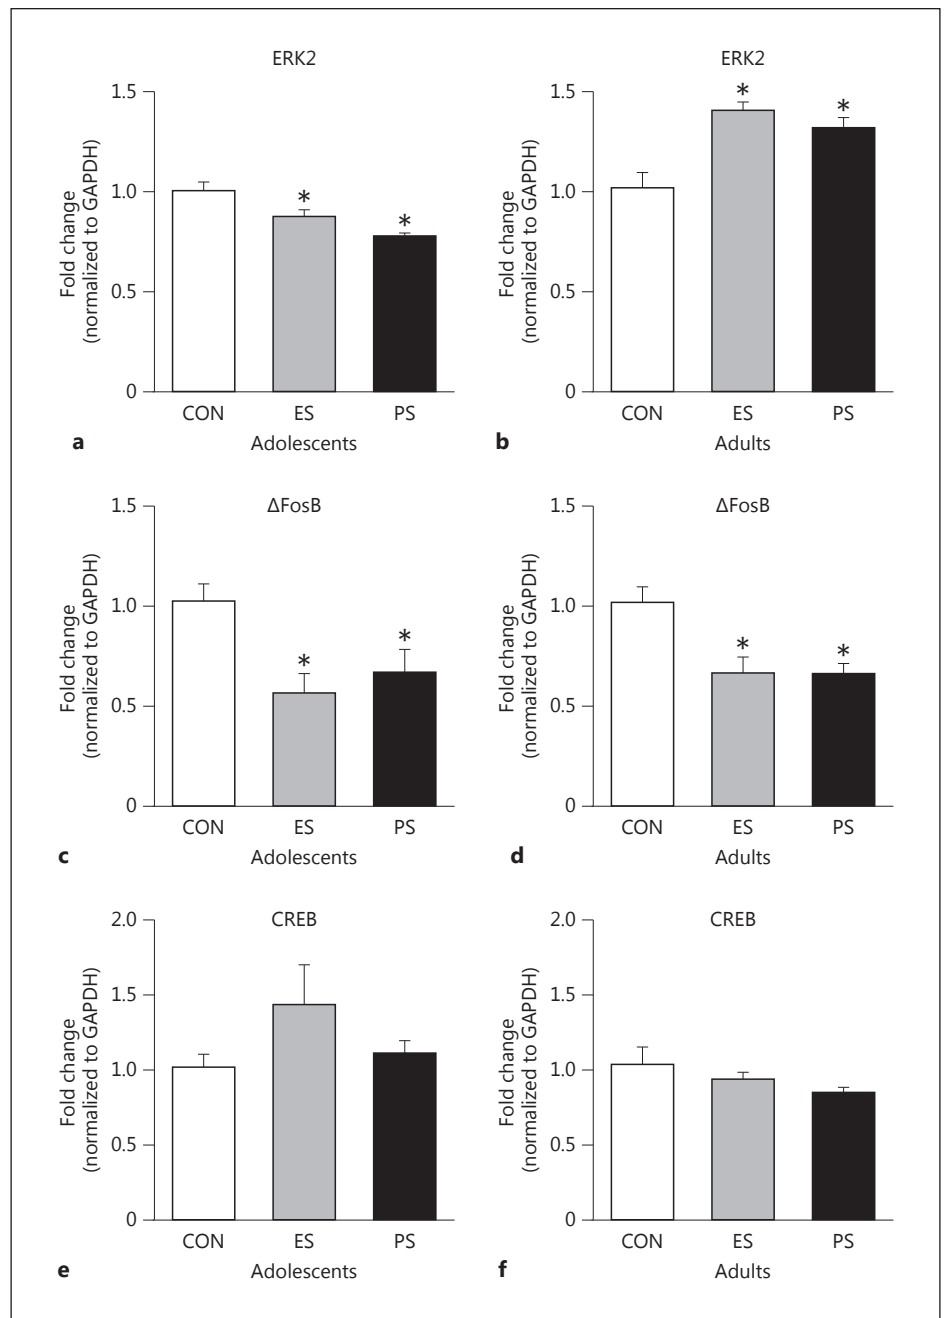 ERK2
Fold change
(normalized to GAPDH)
1.5
1.0
0.5
0
*
*
CON ES PS
a
Adolescents
ERK2
Fold change
(normalized to GAPDH)
1.5
1.0
0.5
0
*
*
CON ES PS
b
Adults
ΔFosB
Fold change
(normalized to GAPDH)
1.5
1.0
0.5
0
*
*
CON ES PS
c
Adolescents
ΔFosB
Fold change
(normalized to GAPDH)
1.5
1.0
0.5
0
*
*
CON ES PS
d
Adults
CREB
Fold change
(normalized to GAPDH)
2.0
1.5
1.0
0.5
0
CON ES PS
e
Adolescents
CREB
Fold change
(normalized to GAPDH)
2.0
1.5
1.0
0.5
0
CON ES PS
f
Adults